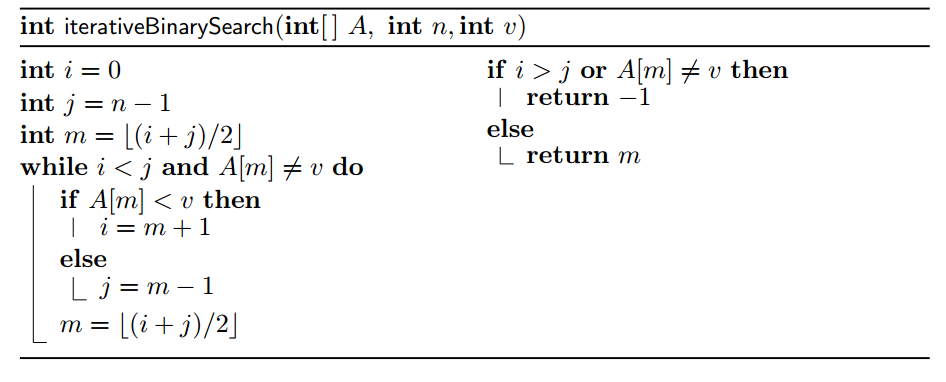 int iterativeBinarySearch(int[] A, int n, int v)
int i = 0
int j = n − 1
int m = ⌊(i + j)/2⌋
while i < j and A[m] ≠ v do
if A[m] < v then
i = m + 1
else
j = m − 1
m = ⌊(i + j)/2⌋
if i > j or A[m] ≠ v then
return −1
else
return m